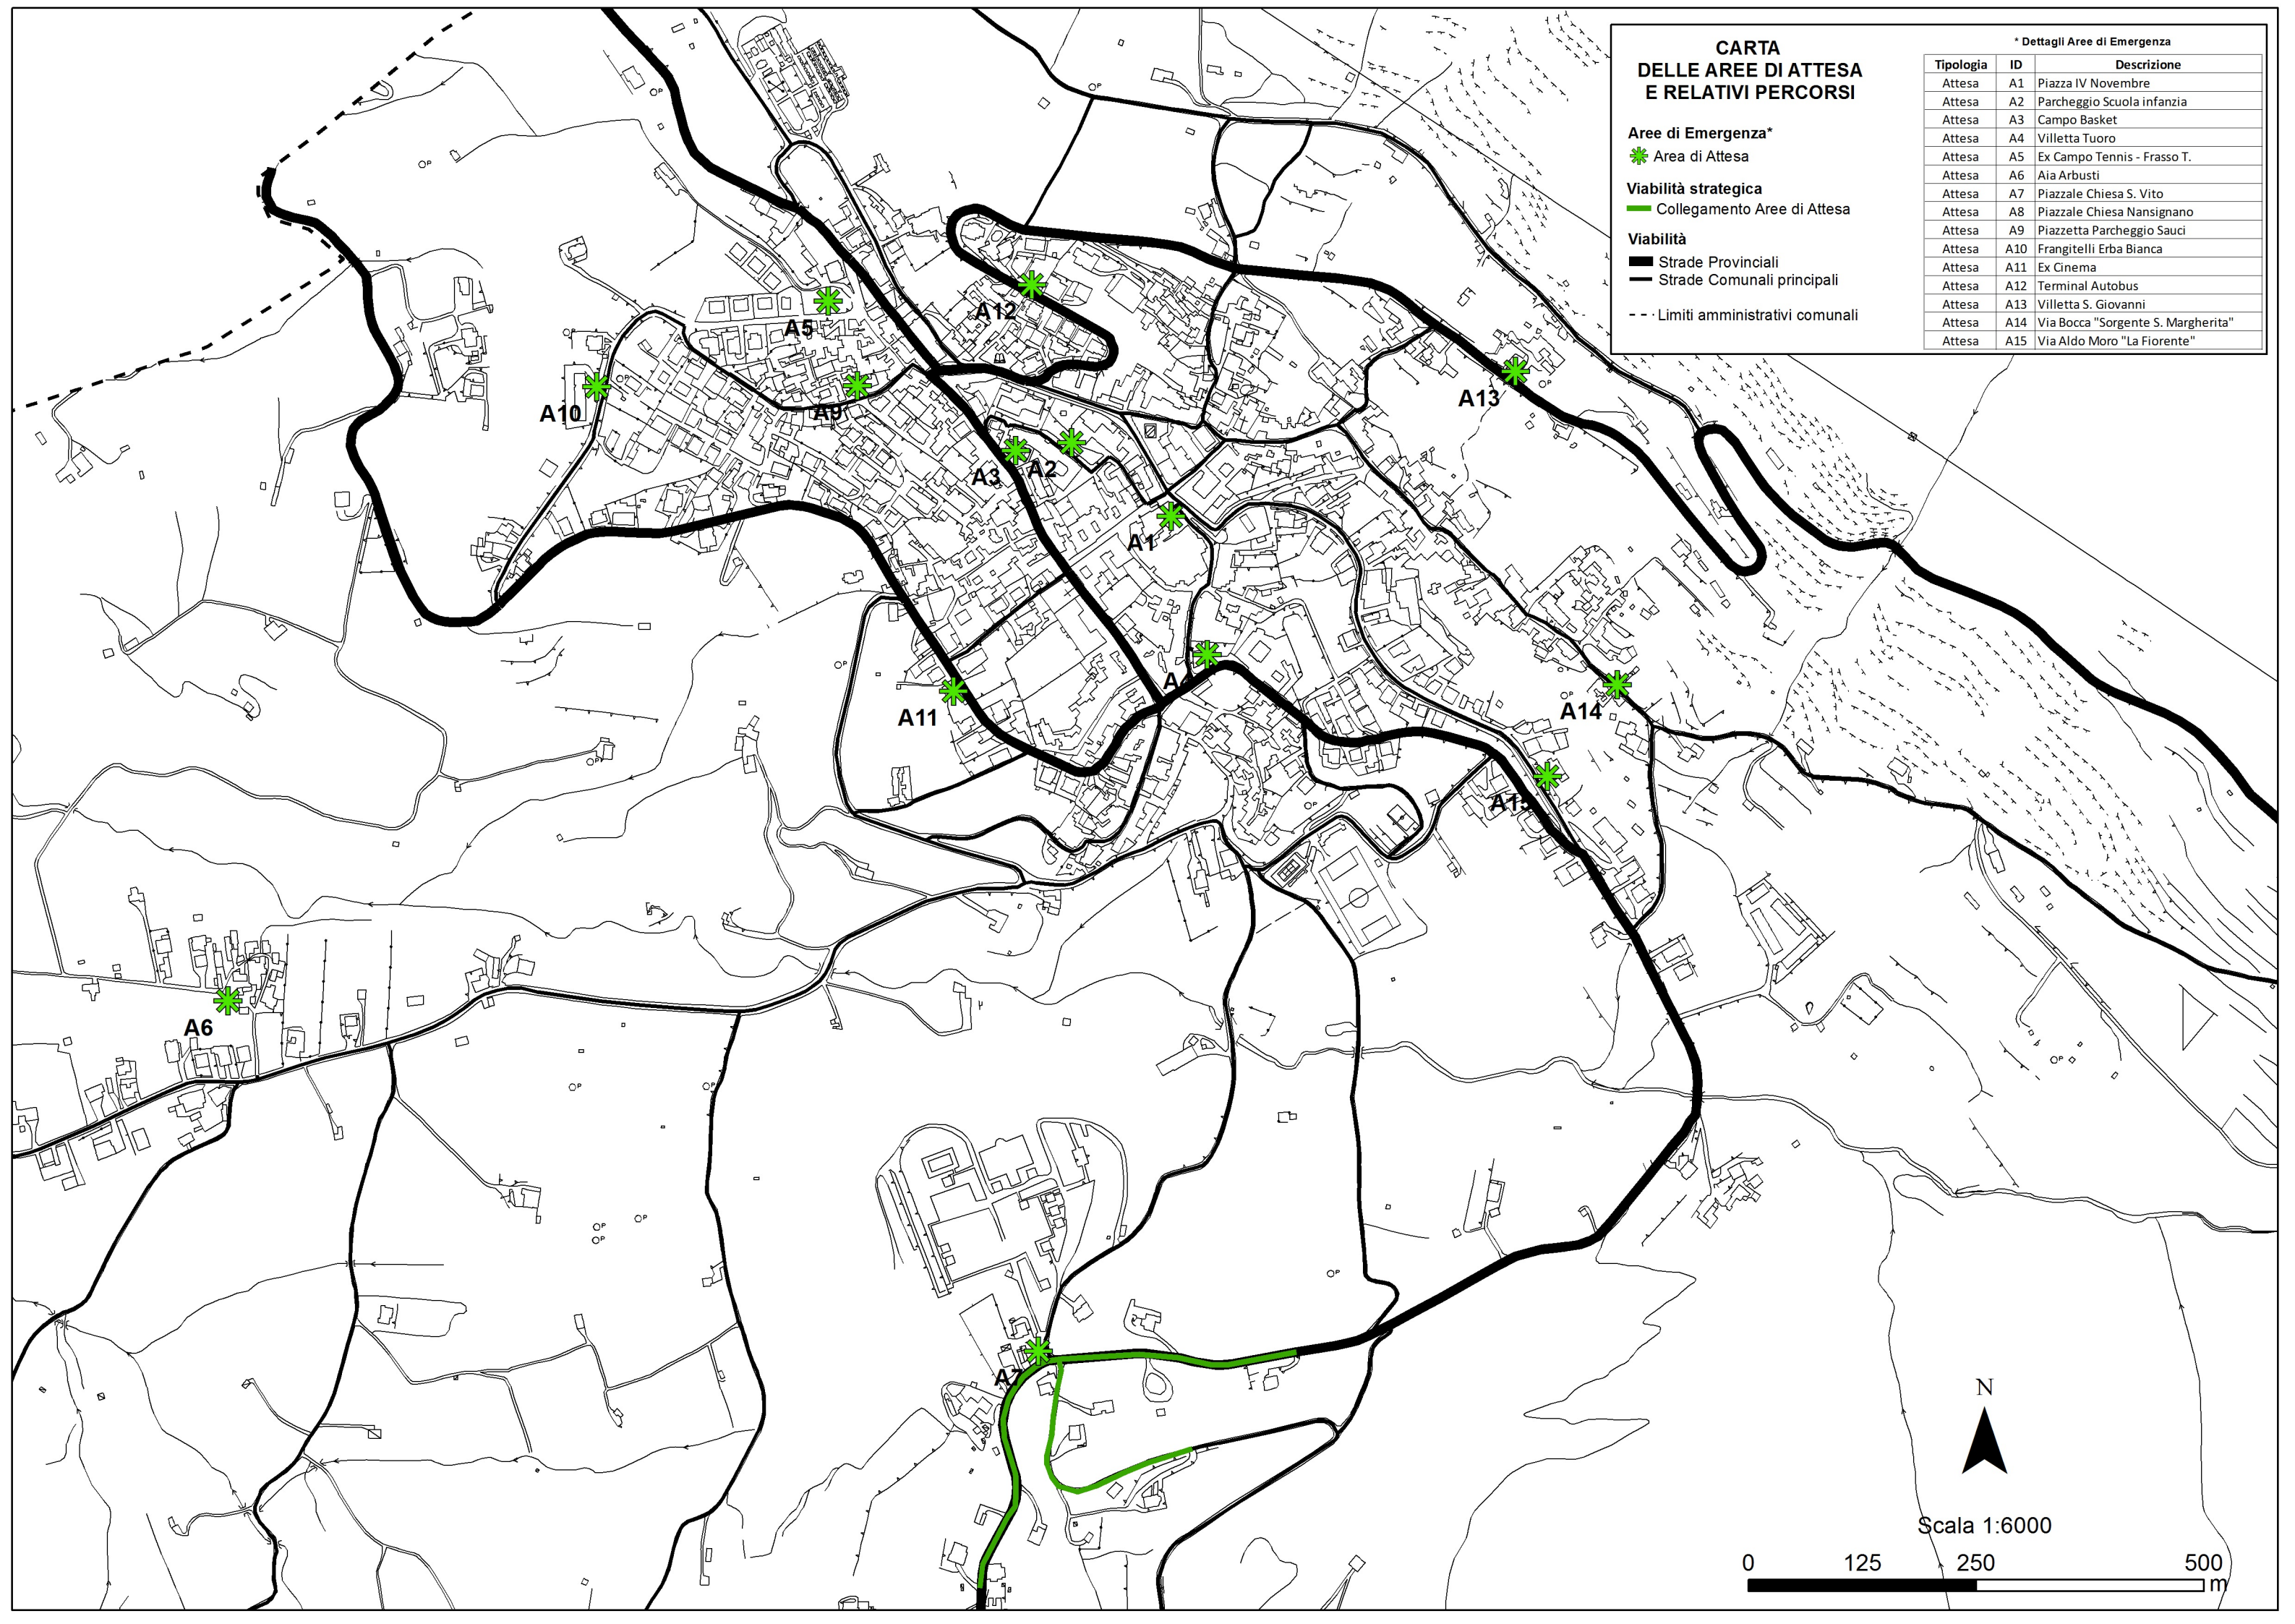 CARTA
DELLE AREE DI ATTESA
E RELATIVI PERCORSI
Aree di Emergenza*
Area di Attesa
Viabilità strategica
Collegamento Aree di Attesa
Viabilità
Strade Provinciali
Strade Comunali principali
Limiti amministrativi comunali
* Dettagli Aree di Emergenza
Tipologia ID Descrizione
Attesa A1 Piazza IV Novembre
Attesa A2 Parcheggio Scuola infanzia
Attesa A3 Campo Basket
Attesa A4 Villetta Tuoro
Attesa A5 Ex Campo Tennis - Frasso T.
Attesa A6 Aia Arbusti
Attesa A7 Piazzale Chiesa S. Vito
Attesa A8 Piazzale Chiesa Nansignano
Attesa A9 Piazzetta Parcheggio Sauci
Attesa A10 Frangitelli Erba Bianca
Attesa A11 Ex Cinema
Attesa A12 Terminal Autobus
Attesa A13 Villetta S. Giovanni
Attesa A14 Via Bocca "Sorgente S. Margherita"
Attesa A15 Via Aldo Moro "La Fiorente"
A12
A5
A13
A10
A9
A3
A2
A1
A4
A11
A14
A15
A6
A7
N
Scala 1:6000
0 125 250 500
m